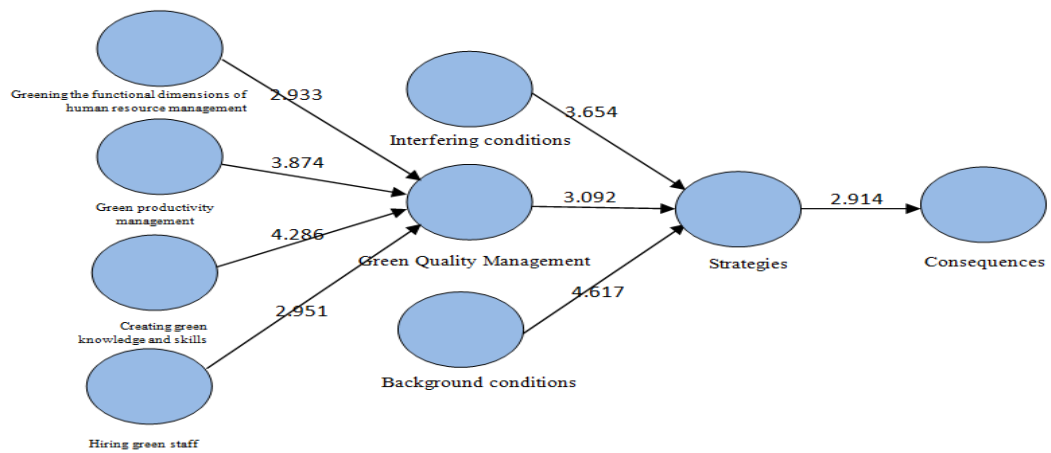 Greening the functional dimensions of
human resource management
2.933
Interfering conditions
3.654
3.874
Green productivity
management
3.092
2.914
4.286
Green Quality Management
Strategies
Consequences
4.617
2.951
Creating green
knowledge and skills
Background conditions
Hiring green staff